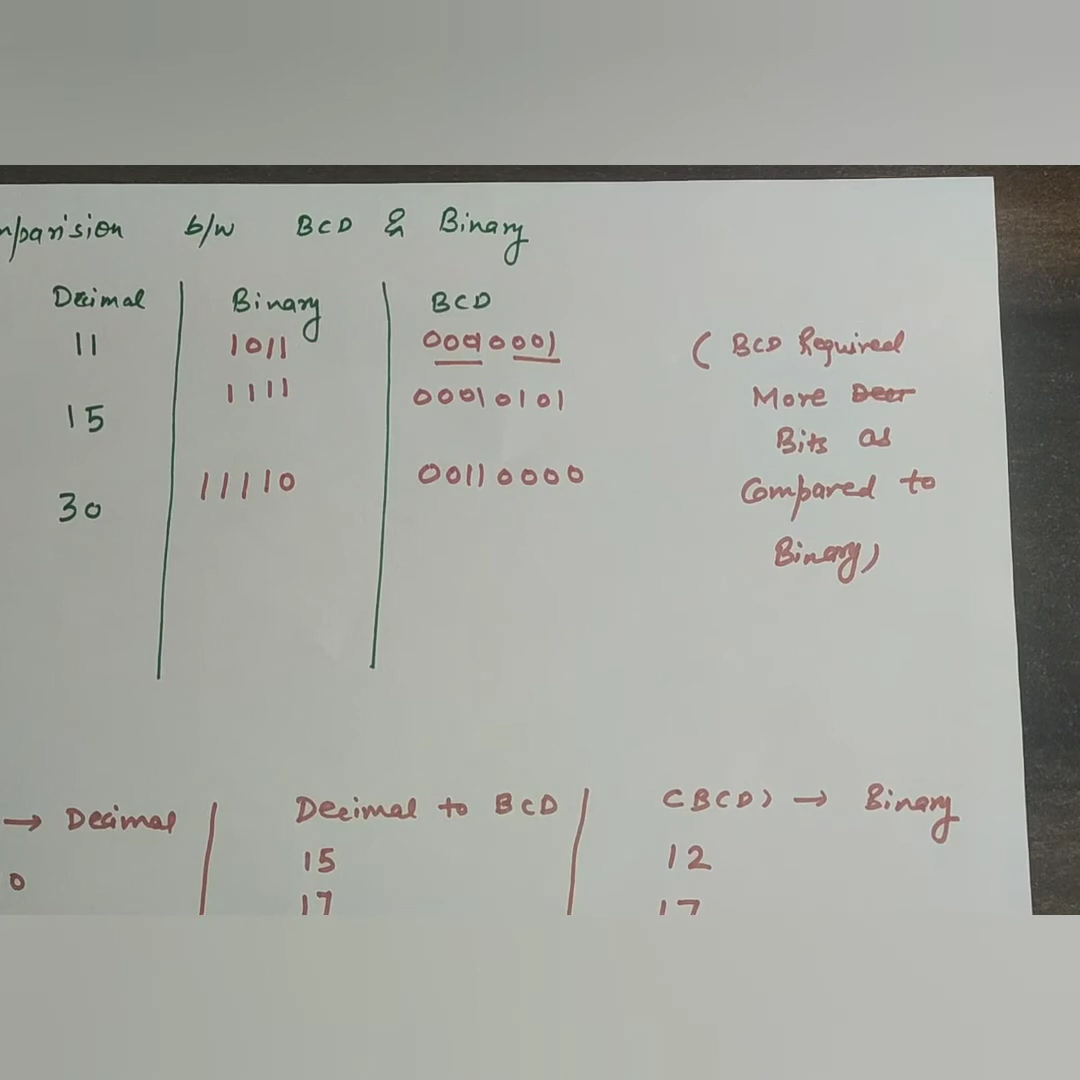 mparision b/w BCD & Binary
Decimal Binary BCD
11 1011 00010001 ( BCD Required
15 1111 00010101 More
30 11110 00110000 Bits as
Compared to
Binary)
→ Decimal Decimal to BCD (BCD) → Binary
0 15 12
17 17